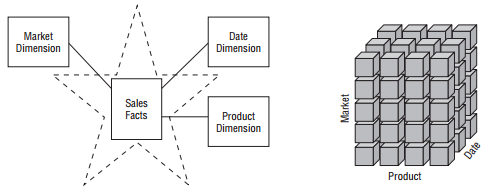 Market
Dimension
Date
Dimension
Sales
Facts
Product
Dimension
Market
Product
Date